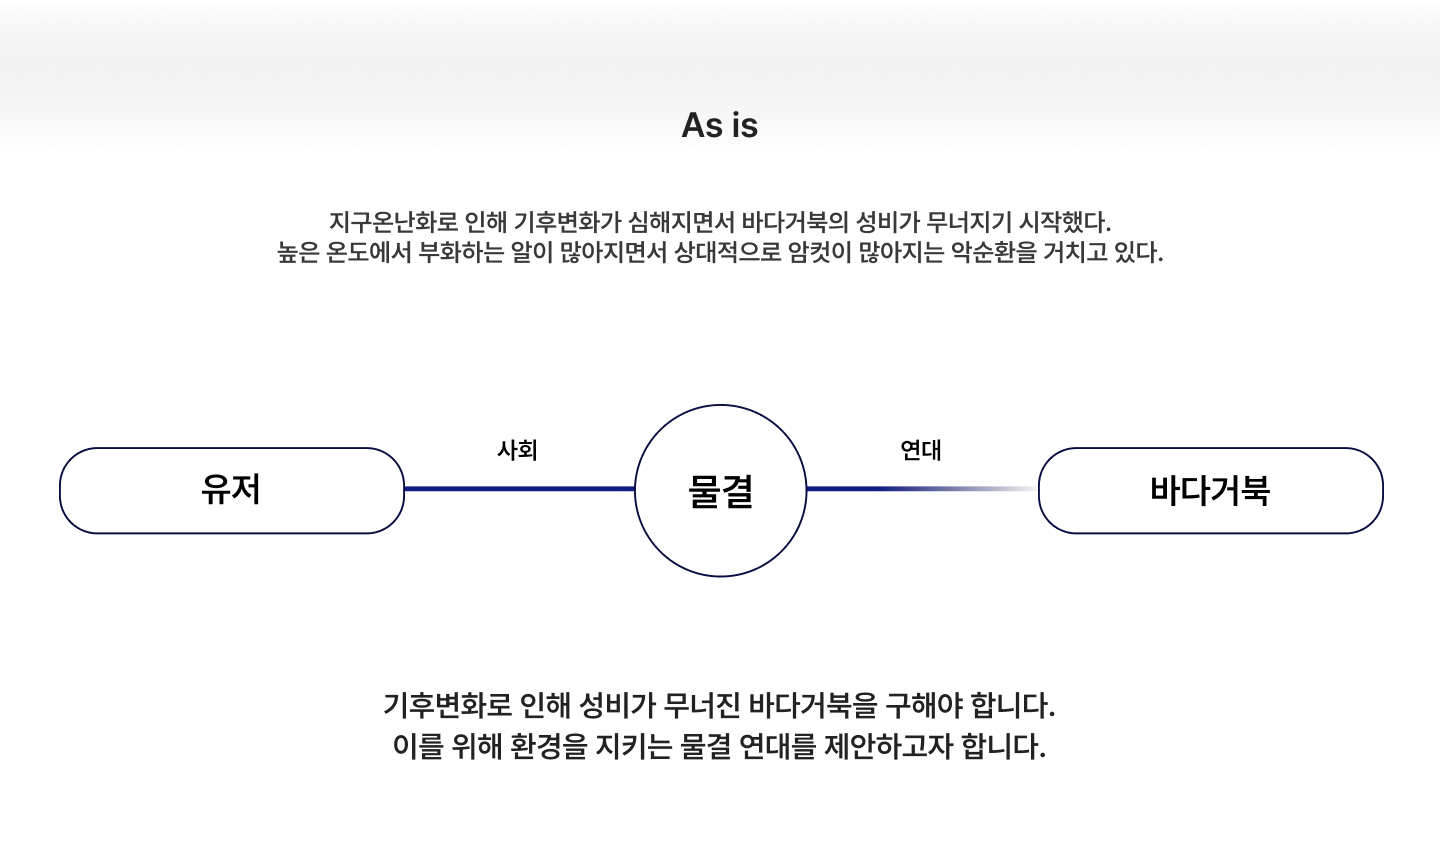 As is
지구온난화로 인해 기후변화가 심해지면서 바다거북의 성비가 무너지기 시작했다.
높은 온도에서 부화하는 알이 많아지면서 상대적으로 암컷이 많아지는 악순환을 거치고 있다.
유저
사회
물결
연대
바다거북
기후변화로 인해 성비가 무너진 바다거북을 구해야 합니다.
이를 위해 환경을 지키는 물결 연대를 제안하고자 합니다.